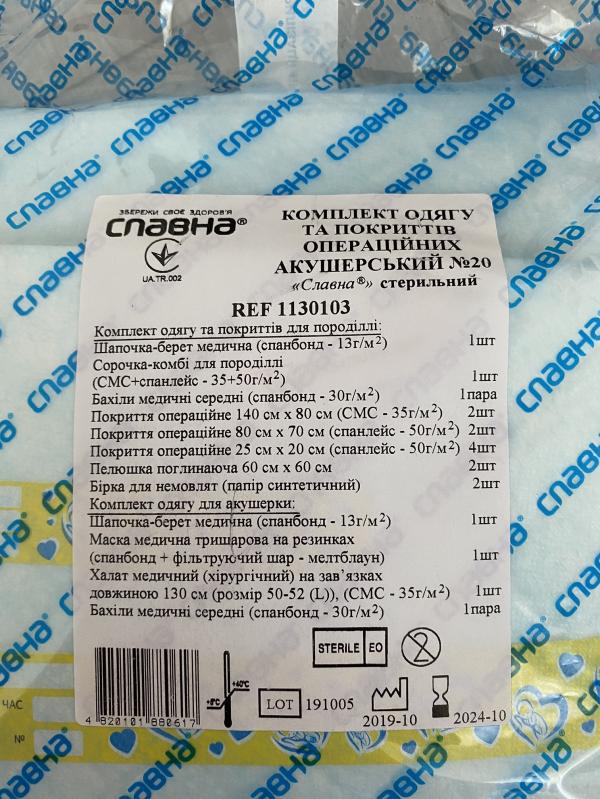 ЗБЕРЕЖИ СВОЄ ЗДОРОВ'Я
СЛАВНА®
UA.TR.002
КОМПЛЕКТ ОДЯГУ
ТА ПОКРИТТІВ
ОПЕРАЦІЙНИХ
АКУШЕРСЬКИЙ №20
«Славна®» стерильний
REF 1130103
Комплект одягу та покриттів для породіллі:
Шапочка-берет медична (спанбонд - 13г/м²) 1шт
Сорочка-комбі для породіллі
(СМС+спанлейс - 35+50г/м²) 1шт
Бахіли медичні середні (спанбонд - 30г/м²) 1пара
Покриття операційне 140 см х 80 см (СМС - 35г/м²) 2шт
Покриття операційне 80 см х 70 см (спанлейс - 50г/м²) 2шт
Покриття операційне 25 см х 20 см (спанлейс - 50г/м²) 4шт
Пелюшка поглинаюча 60 см х 60 см 2шт
Бірка для немовлят (папір синтетичний) 2шт
Комплект одягу для акушерки:
Шапочка-берет медична (спанбонд - 13г/м²) 1шт
Маска медична тришарова на резинках
(спанбонд + фільтруючий шар - мелтблаун) 1шт
Халат медичний (хірургічний) на зав'язках
довжиною 130 см (розмір 50-52 (L)), (СМС - 35г/м²) 1шт
Бахіли медичні середні (спанбонд - 30г/м²) 1пара
STERILE EO
2
+5°C +40°C
LOT 191005
2019-10 2024-10
4 820101 880617
ЧАС
№
СЛАВНА®